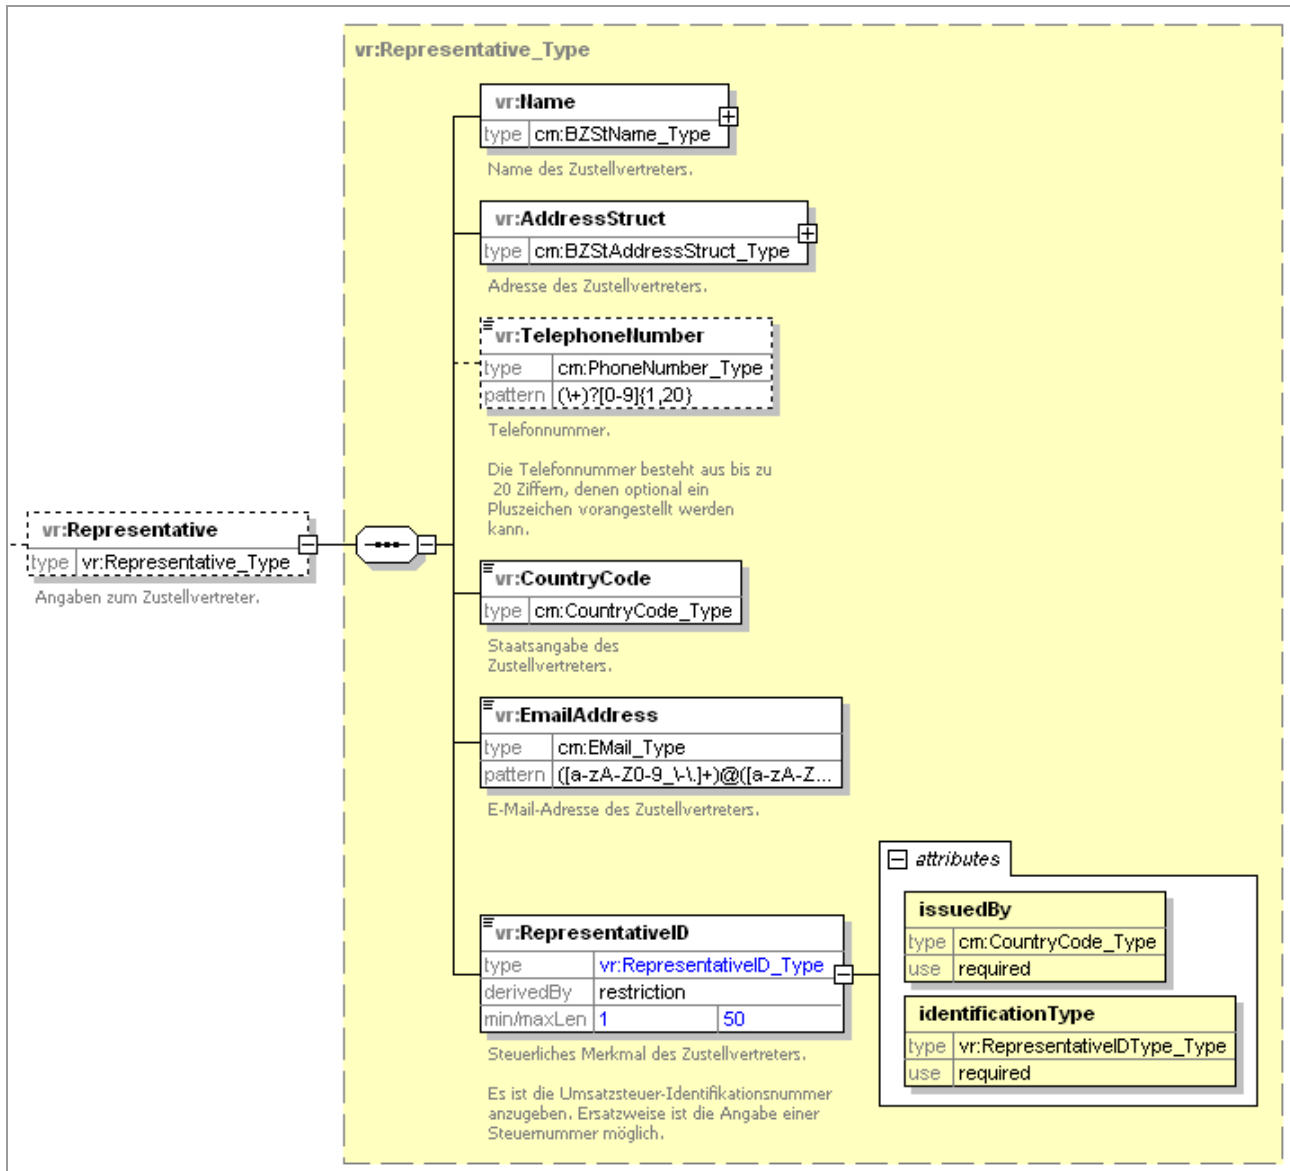 vr:Representative_Type
vr:Name
type cm:BZStName_Type
Name des Zustellvertreters.
vr:AddressStruct
type cm:BZStAddressStruct_Type
Adresse des Zustellvertreters.
vr:TelephoneNumber
type cm:PhoneNumber_Type
pattern (\+)?[0-9]{1,20}
Telefonnummer.
Die Telefonnummer besteht aus bis zu
20 Ziffern, denen optional ein
Pluszeichen vorangestellt werden
kann.
vr:Representative
type vr:Representative_Type
Angaben zum Zustellvertreter.
vr:CountryCode
type cm:CountryCode_Type
Staatsangabe des
Zustellvertreters.
vr:EmailAddress
type cm:EMail_Type
pattern ([a-zA-Z0-9_\-\.]+)@([a-zA-Z...
E-Mail-Adresse des Zustellvertreters.
attributes
issuedBy
type cm:CountryCode_Type
use required
identificationType
type vr:RepresentativeIDType_Type
use required
vr:RepresentativeID
type vr:RepresentativeID_Type
derivedBy restriction
min/maxLen 1 50
Steuerliches Merkmal des Zustellvertreters.
Es ist die Umsatzsteuer-Identifikationsnummer
anzugeben. Ersatzweise ist die Angabe einer
Steuernummer möglich.